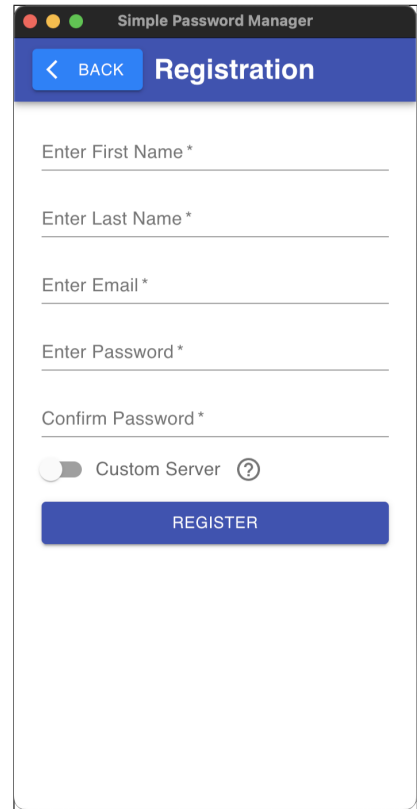 Simple Password Manager
BACK Registration
Enter First Name *
Enter Last Name *
Enter Email *
Enter Password *
Confirm Password *
Custom Server ?
REGISTER